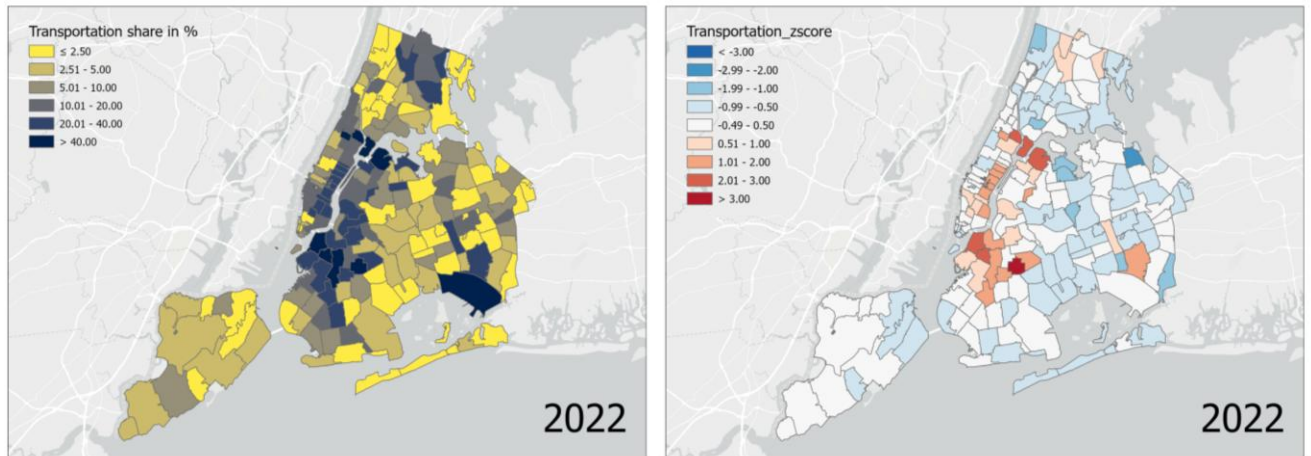 Transportation share in %
≤ 2.50
2.51 - 5.00
5.01 - 10.00
10.01 - 20.00
20.01 - 40.00
> 40.00
2022
Transportation_zscore
< -3.00
-2.99 - -2.00
-1.99 - -1.00
-0.99 - -0.50
-0.49 - 0.50
0.51 - 1.00
1.01 - 2.00
2.01 - 3.00
> 3.00
2022